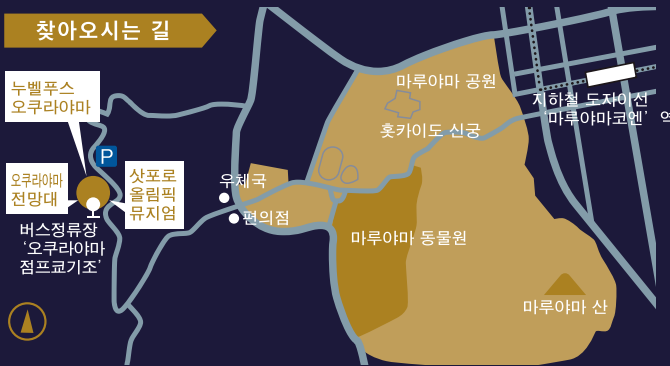 찾아오시는 길
누벨푸스
오쿠라야마
P
오쿠라야마
전망대
삿포로
올림픽
뮤지엄
버스정류장
‘오쿠라야마
점프쿄기조’
우체국
편의점
마루야마 공원
홋카이도 신궁
지하철 도자이선
‘마루야마코엔’ 역
마루야마 동물원
마루야마 산